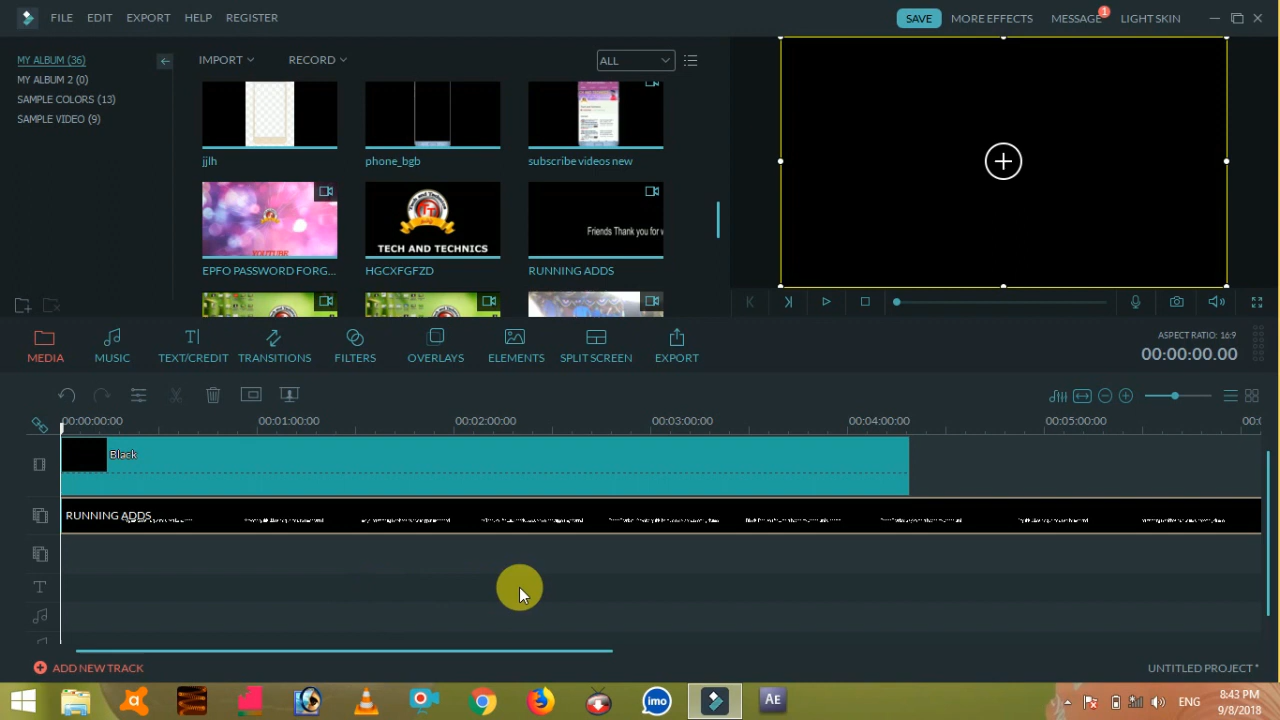 FILE EDIT EXPORT HELP REGISTER
SAVE MORE EFFECTS MESSAGE 1 LIGHT SKIN
MY ALBUM (36)
MY ALBUM 2 (0)
SAMPLE COLORS (13)
SAMPLE VIDEO (9)
IMPORT RECORD ALL
jjlh phone_bgb subscribe videos new
YOUTUBE
TECH AND TECHNICS
Friends Thank you for
EPFO PASSWORD FORG... HGCXFGFZD RUNNING ADDS
MEDIA MUSIC TEXT/CREDIT TRANSITIONS FILTERS OVERLAYS ELEMENTS SPLIT SCREEN EXPORT
ASPECT RATIO: 16:9
00:00:00.00
00:00:00:00 00:01:00:00 00:02:00:00 00:03:00:00 00:04:00:00 00:05:00:00
Black
RUNNING ADDS
T
ADD NEW TRACK
UNTITLED PROJECT *
imo
AE
ENG
8:43 PM
9/8/2018